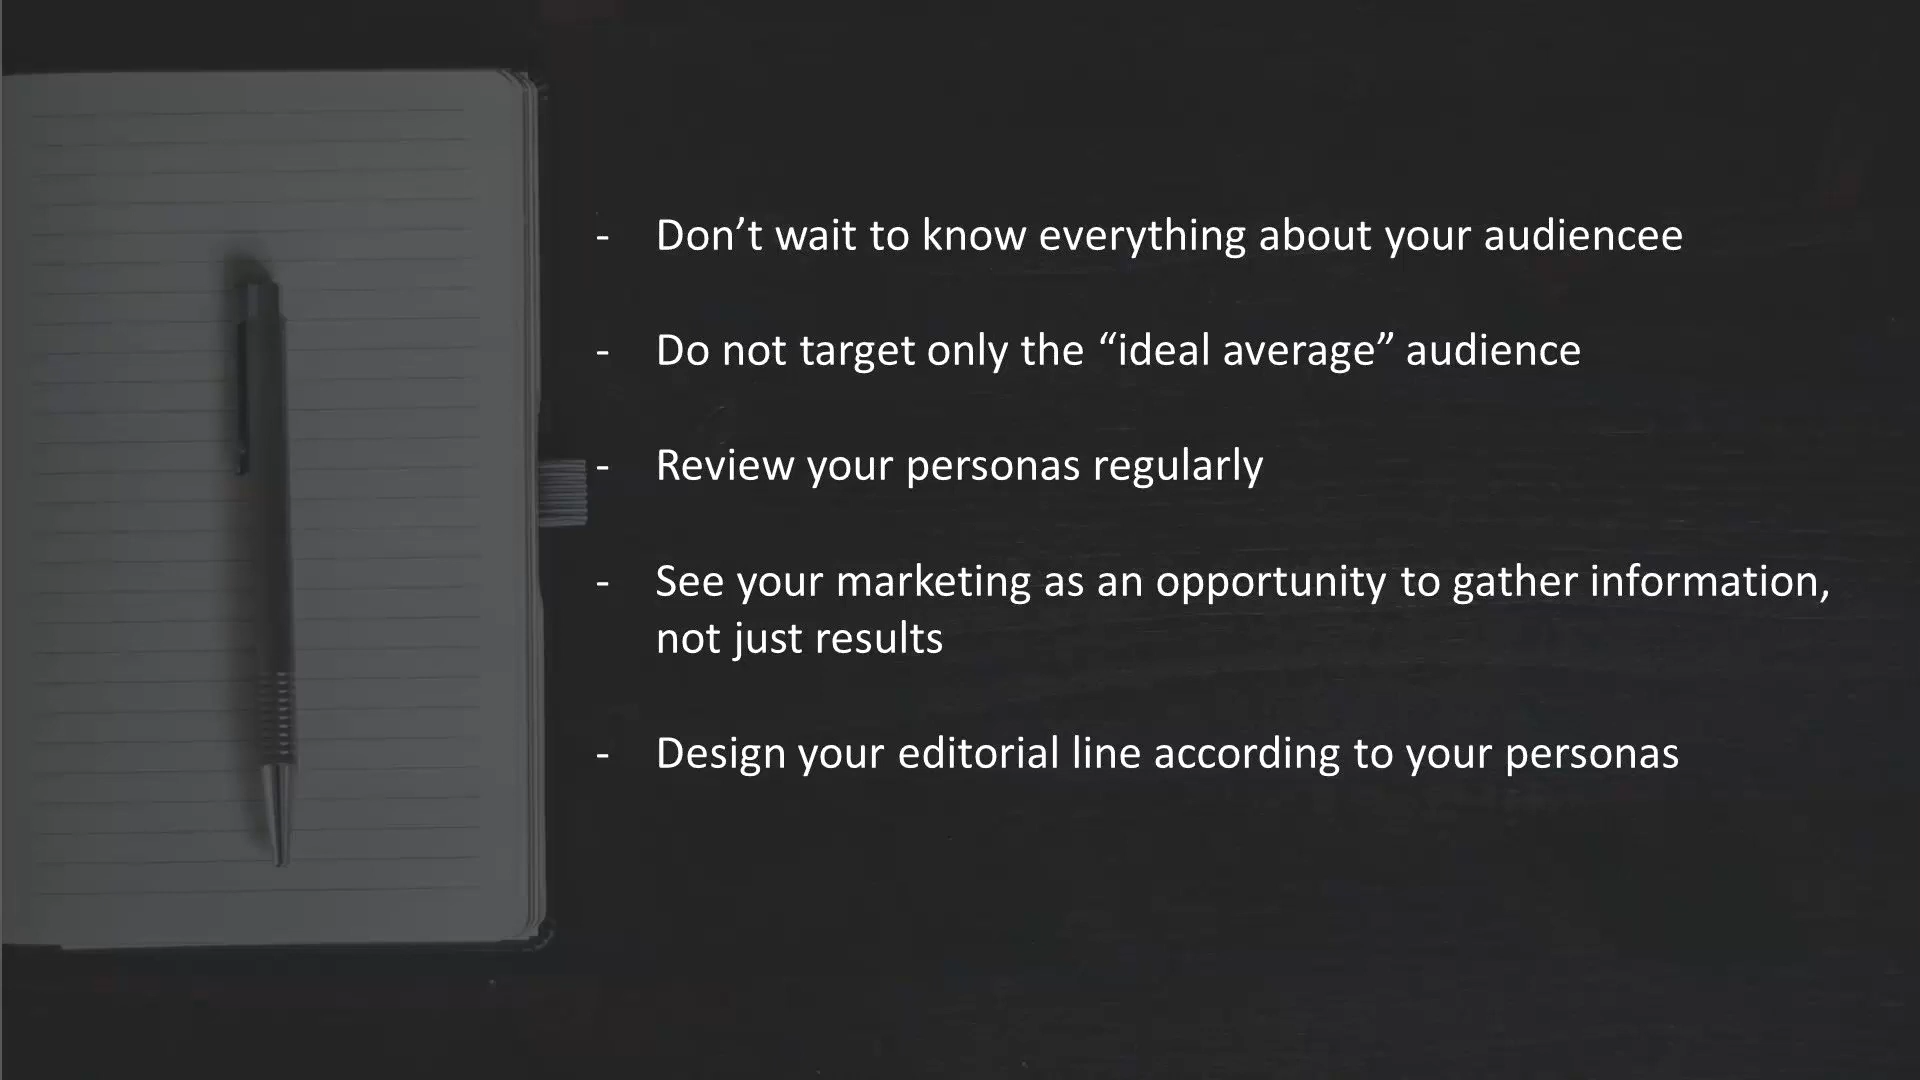 - Don’t wait to know everything about your audiencee
- Do not target only the “ideal average” audience
- Review your personas regularly
- See your marketing as an opportunity to gather information,
not just results
- Design your editorial line according to your personas